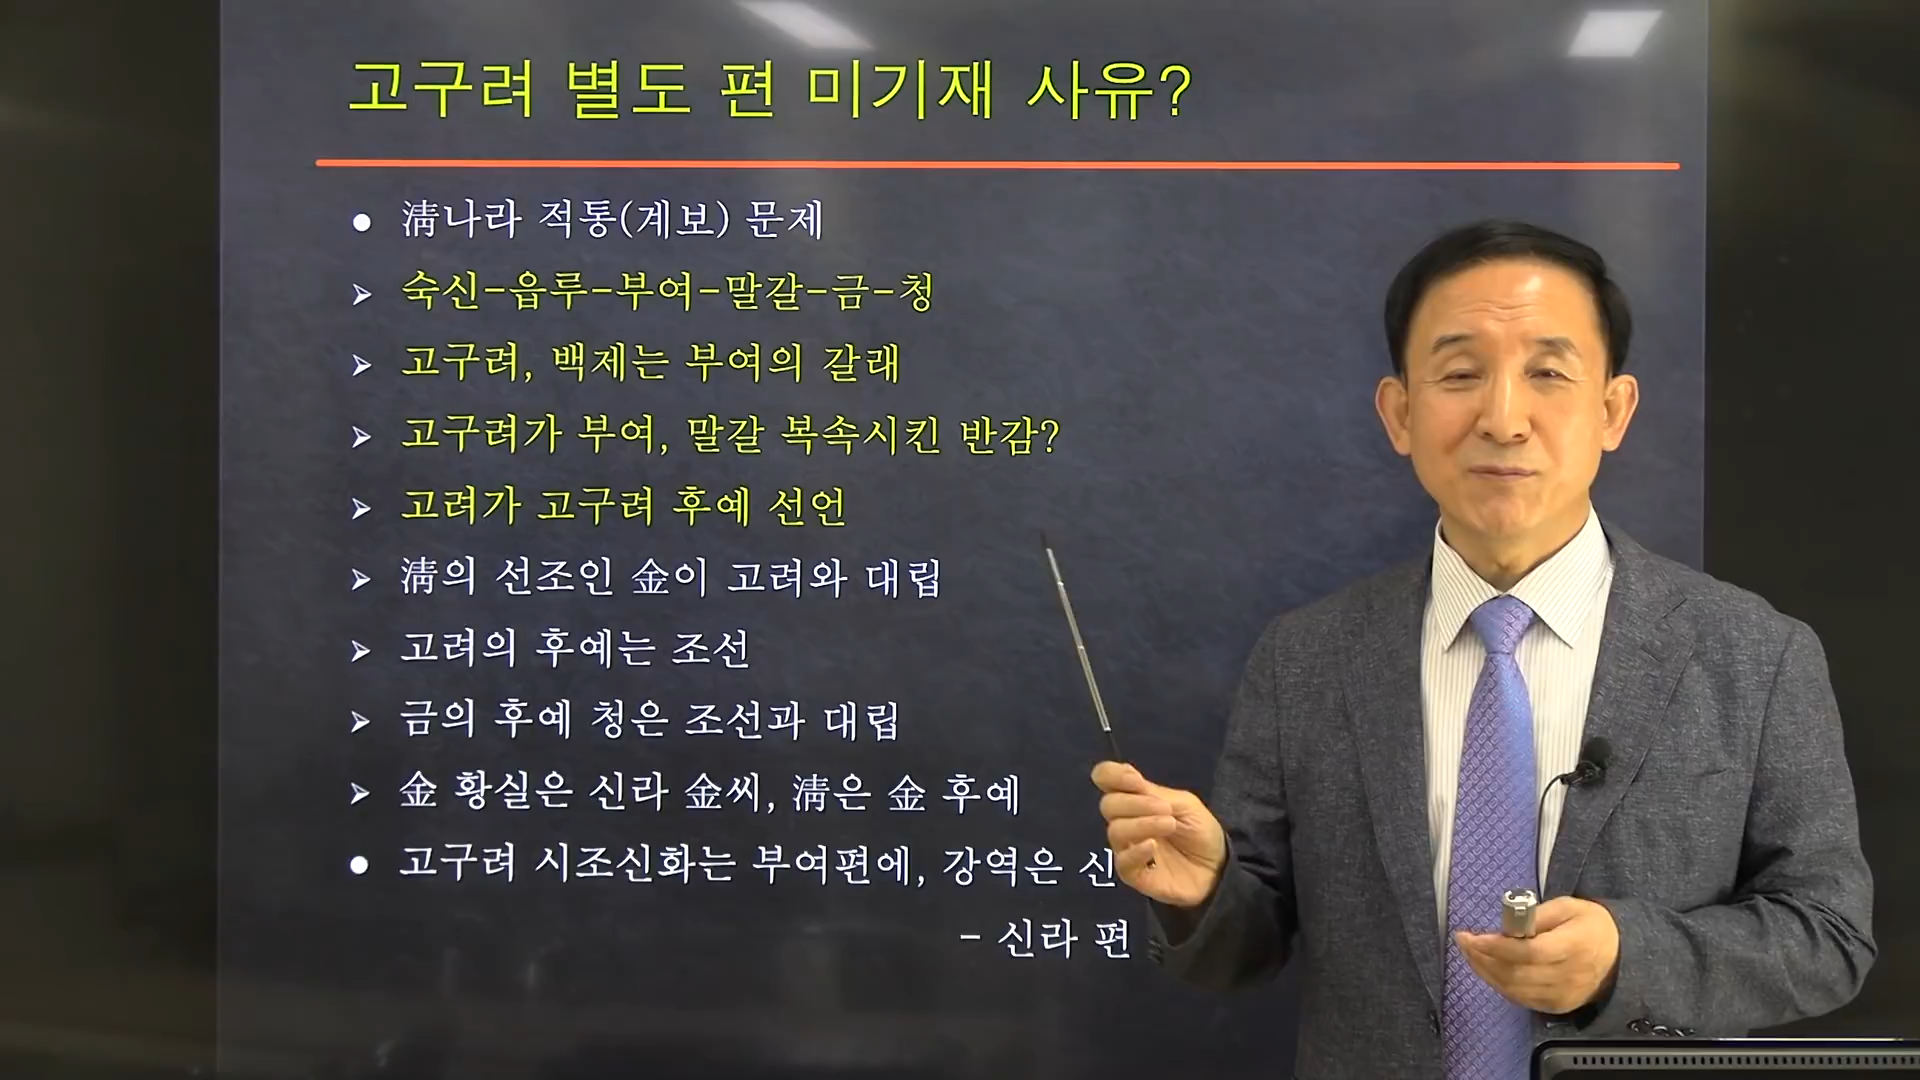 고구려 별도 편 미기재 사유?
● 淸나라 적통(계보) 문제
➢ 숙신-읍루-부여-말갈-금-청
➢ 고구려, 백제는 부여의 갈래
➢ 고구려가 부여, 말갈 복속시킨 반감?
➢ 고려가 고구려 후예 선언
➢ 淸의 선조인 金이 고려와 대립
➢ 고려의 후예는 조선
➢ 금의 후예 청은 조선과 대립
➢ 金 황실은 신라 金씨, 淸은 金 후예
● 고구려 시조신화는 부여편에, 강역은 신
- 신라 편